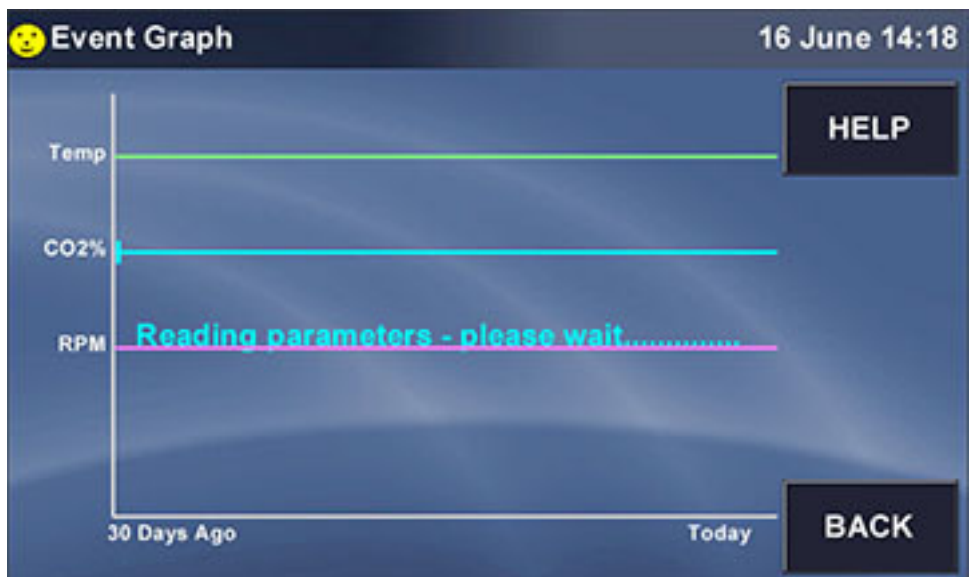 Event Graph
16 June 14:18
HELP
Temp
CO2%
RPM
Reading parameters - please wait..............
30 Days Ago
Today
BACK